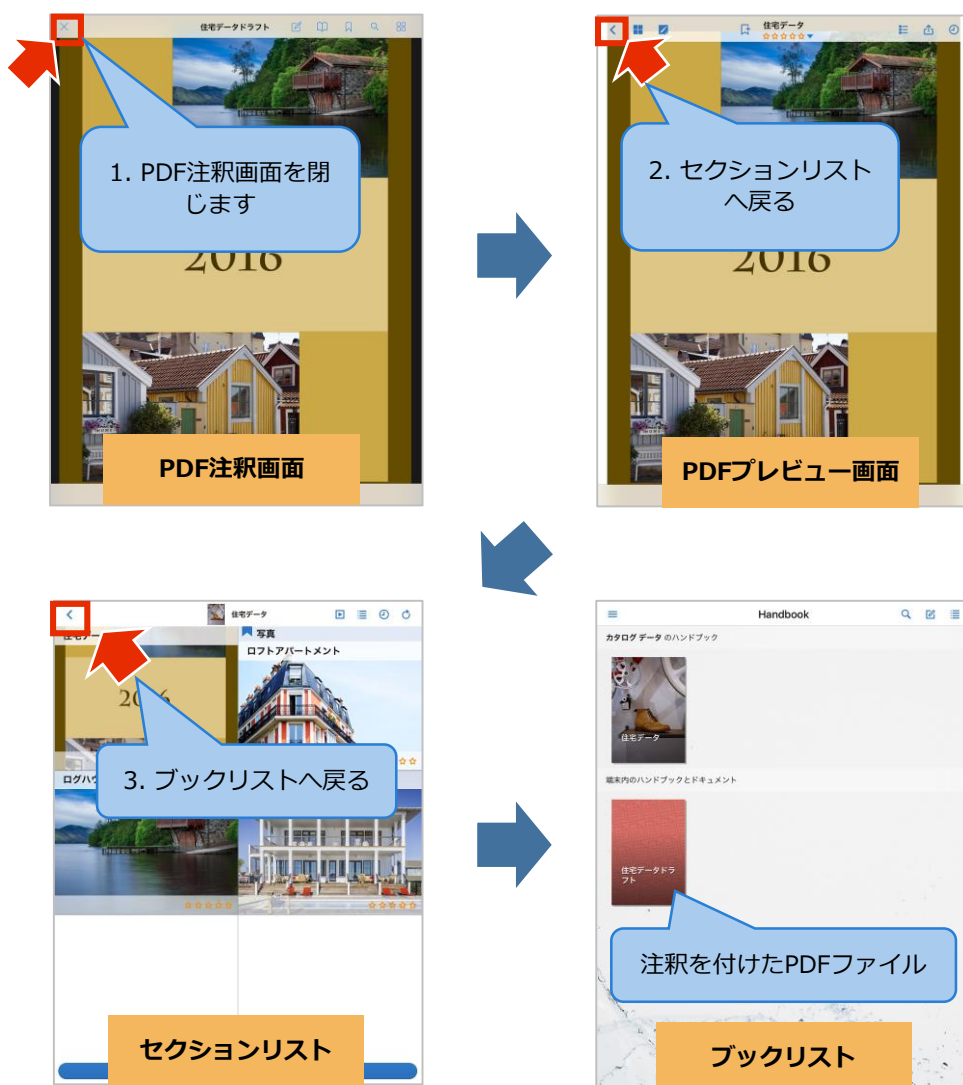 住宅データドラフト
1. PDF注釈画面を閉
じます
2016
PDF注釈画面
住宅データ
2. セクションリスト
へ戻る
2016
PDFプレビュー画面
住宅データ
写真
ロフトアパートメント
3. ブックリストへ戻る
セクションリスト
Handbook
カタログ データ のハンドブック
住宅データ
端末内のハンドブックとドキュメント
住宅データドラ
フト
注釈を付けたPDFファイル
ブックリスト